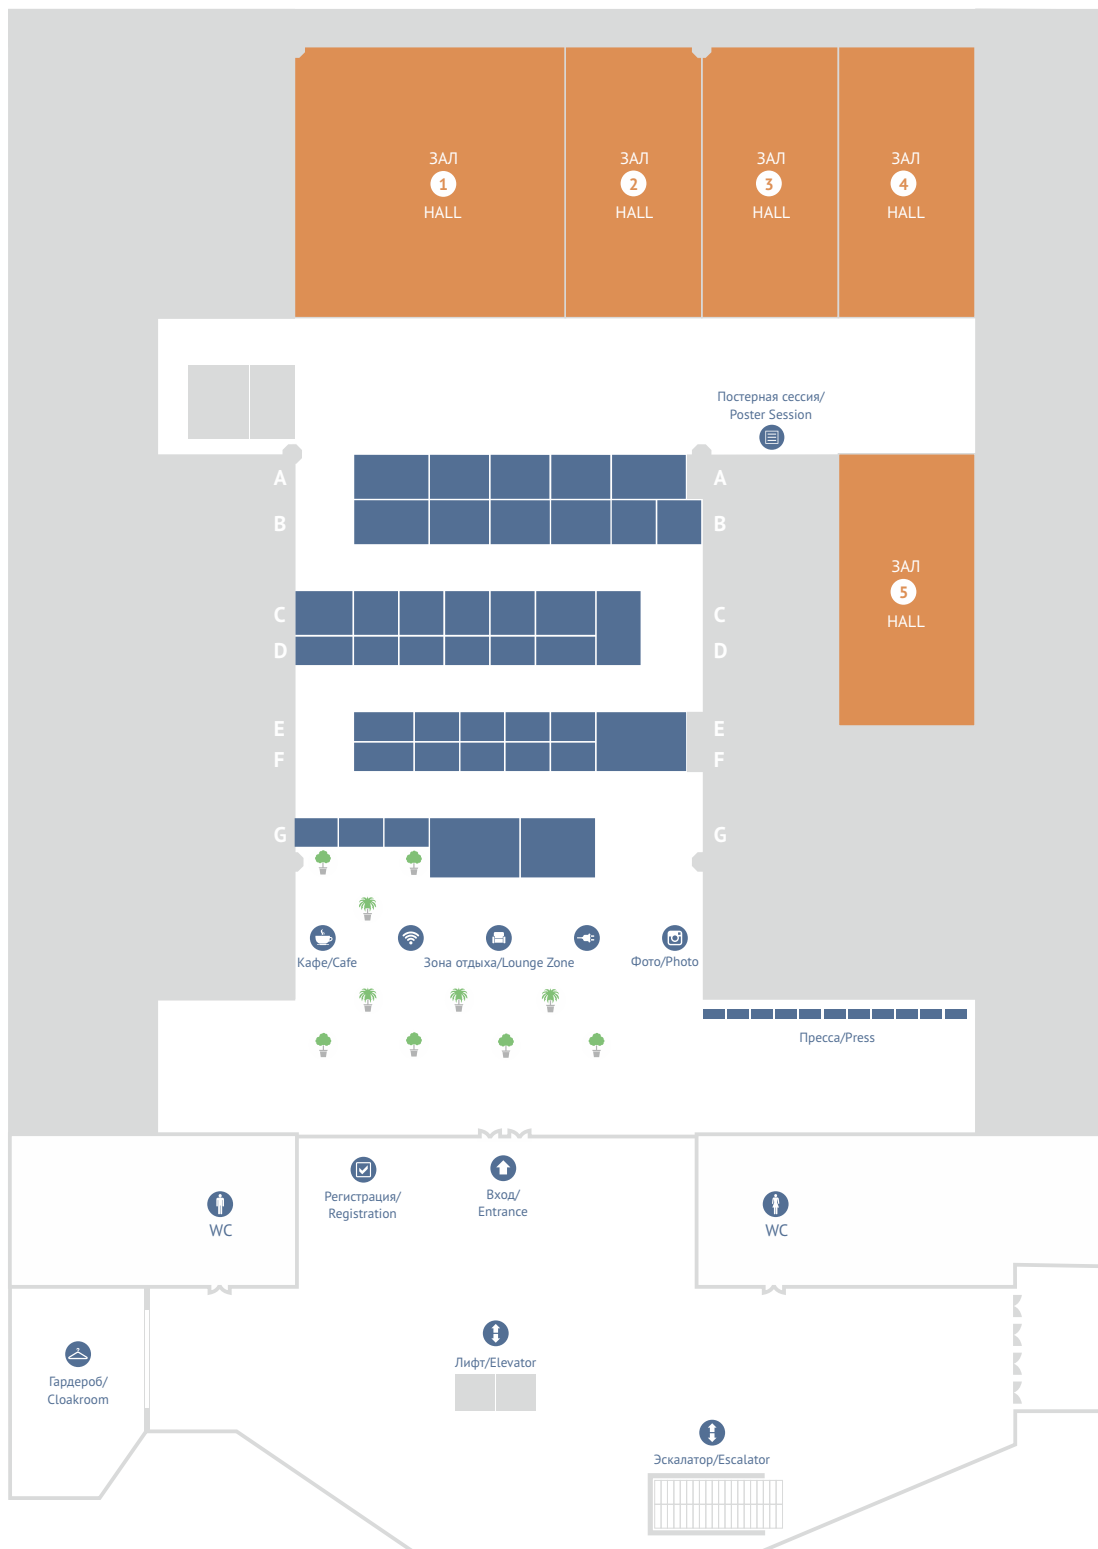 ЗАЛ
1
HALL
ЗАЛ
2
HALL
ЗАЛ
3
HALL
ЗАЛ
4
HALL
Постерная сессия/
Poster Session
A
A
B
B
ЗАЛ
5
HALL
C
C
D
D
E
E
F
F
G
G
Кафе/Cafe
Зона отдыха/Lounge Zone
Фото/Photo
Пресса/Press
Регистрация/
Registration
Вход/
Entrance
WC
WC
Лифт/Elevator
Гардероб/
Cloakroom
Эскалатор/Escalator